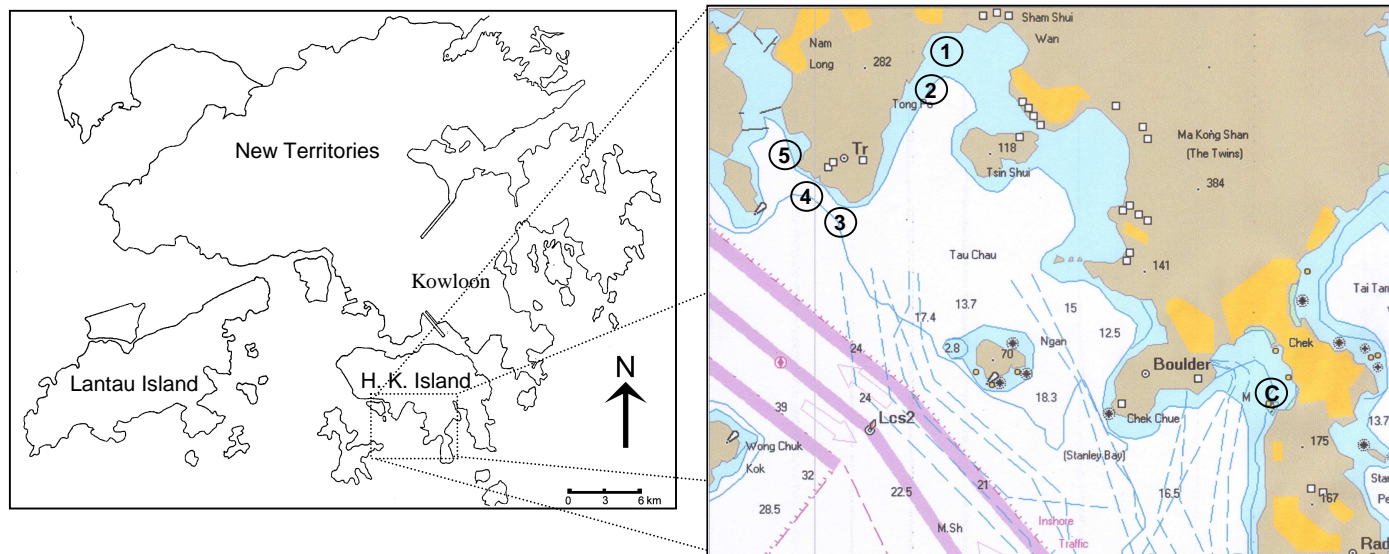 New Territories
Kowloon
Lantau Island
H. K. Island
N
0 3 6 km
Sham Shui
Wan
Nam
Long
282
1
2
Tong Po
Ma Kong Shan
(The Twins)
384
118
Tsin Shui
Tr
5
4
3
Tau Chau
141
Tai Tam
13.7
15
17.4
12.5
Ngan
2.8
70
24
Chek
Boulder
24
18.3
C
M
39
Lcs2
Chek Chue
13.7
Wong Chuk
Kok
(Stanley Bay)
175
32
21
22.5
16.5
28.5
167
M.Sh
Inshore
Traffic
Stan
Pe
Rad